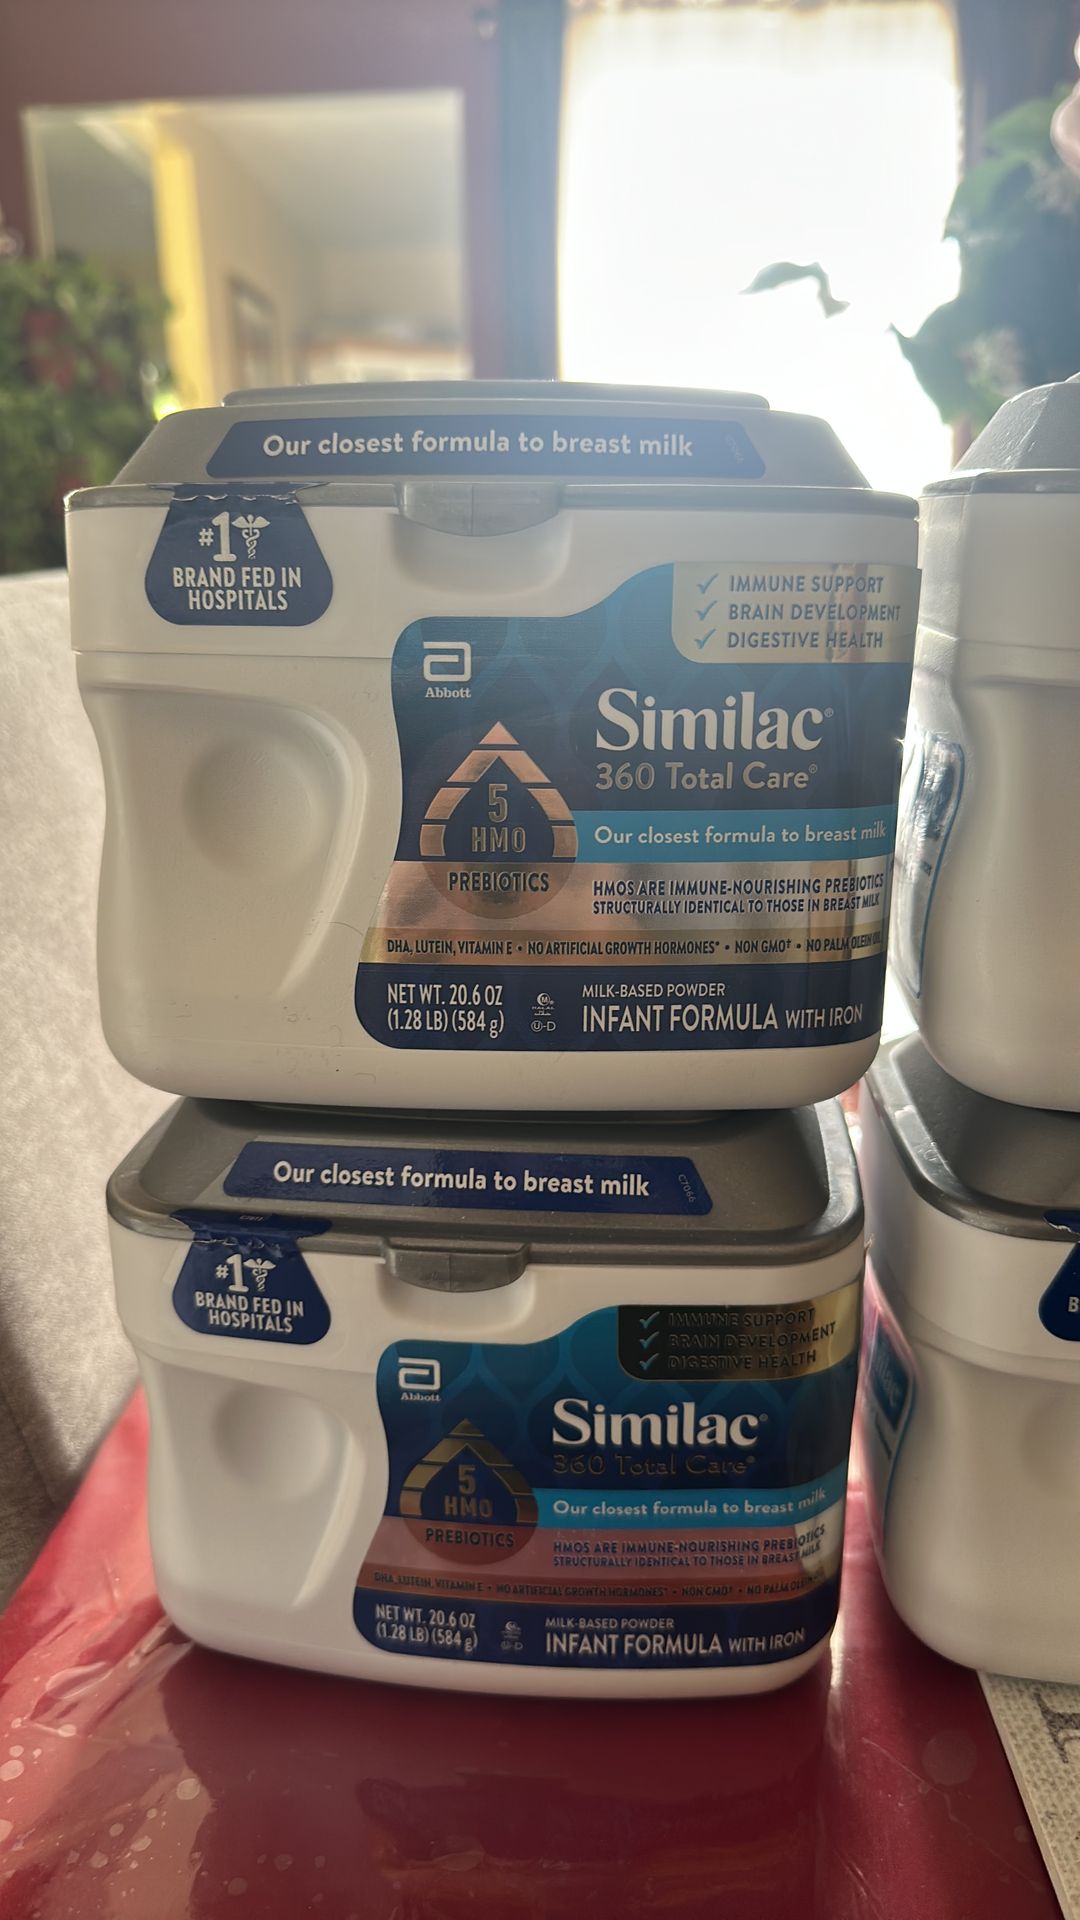 Our closest formula to breast milk
#1
BRAND FED IN
HOSPITALS
✓ IMMUNE SUPPORT
✓ BRAIN DEVELOPMENT
✓ DIGESTIVE HEALTH
Abbott
Similac®
360 Total Care®
5
HMO
PREBIOTICS
Our closest formula to breast milk
HMOS ARE IMMUNE-NOURISHING PREBIOTICS
STRUCTURALLY IDENTICAL TO THOSE IN BREAST MILK
DHA, LUTEIN, VITAMIN E • NO ARTIFICIAL GROWTH HORMONES* • NON GMO† • NO PALM OLEIN OIL
NET WT. 20.6 OZ
(1.28 LB) (584 g)
U-D
MILK-BASED POWDER
INFANT FORMULA WITH IRON
Our closest formula to breast milk
C7066
#1
BRAND FED IN
HOSPITALS
✓ IMMUNE SUPPORT
✓ BRAIN DEVELOPMENT
✓ DIGESTIVE HEALTH
Abbott
Similac®
360 Total Care®
5
HMO
PREBIOTICS
Our closest formula to breast milk
HMOS ARE IMMUNE-NOURISHING PREBIOTICS
STRUCTURALLY IDENTICAL TO THOSE IN BREAST MILK
DHA, LUTEIN, VITAMIN E • NO ARTIFICIAL GROWTH HORMONES* • NON GMO† • NO PALM
NET WT. 20.6 OZ
(1.28 LB) (584 g)
U-D
MILK-BASED POWDER
INFANT FORMULA WITH IRON
B